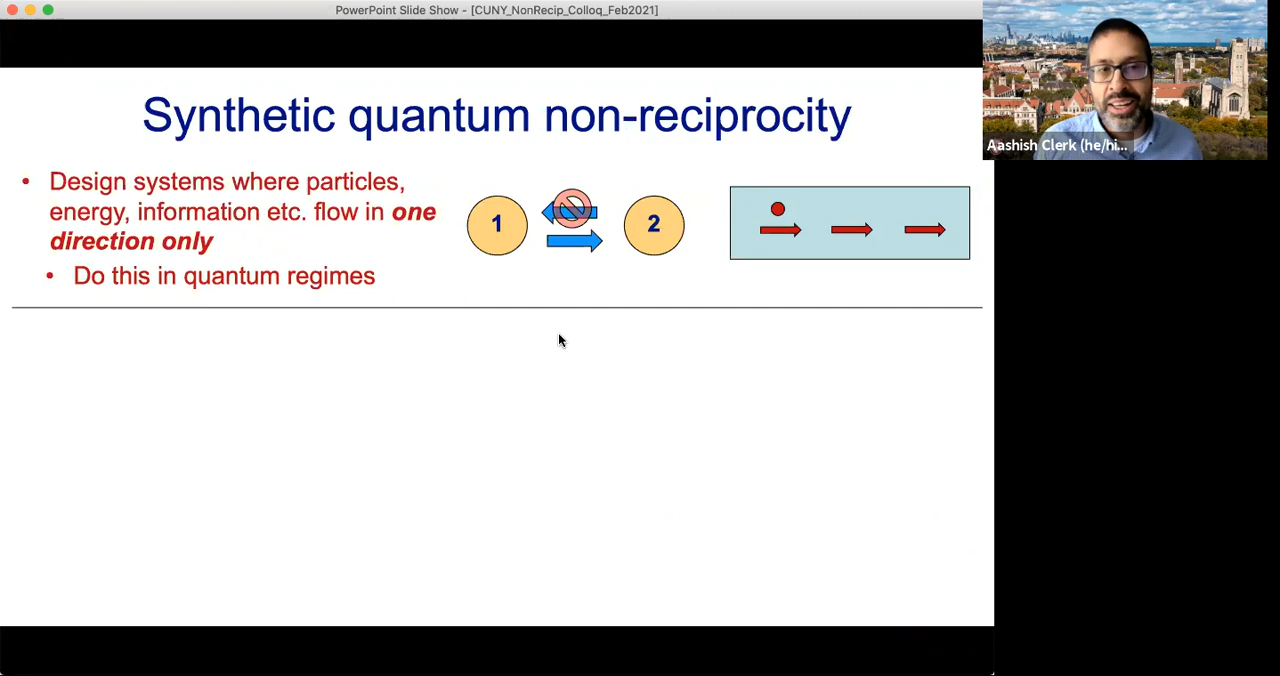 PowerPoint Slide Show - [CUNY_NonRecip_Colloq_Feb2021]
Synthetic quantum non-reciprocity
• Design systems where particles,
energy, information etc. flow in one
direction only
• Do this in quantum regimes
1
2
Aashish Clerk (he/hi...